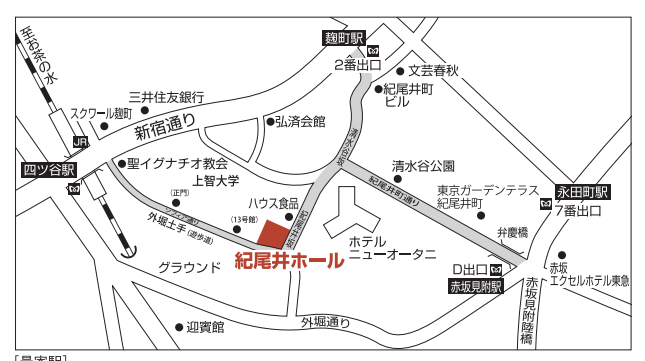 至お茶の水
麹町駅
2番出口
文芸春秋
紀尾井町
ビル
三井住友銀行
スクワール麹町
新宿通り
弘済会館
清水谷坂
JR
四ツ谷駅
聖イグナチオ教会
上智大学
清水谷公園
紀尾井町通り
(正門)
ソフィア通り
ハウス食品
東京ガーデンテラス
紀尾井町
永田町駅
7番出口
外堀土手(遊歩道)
(13号館)
紀尾井坂
弁慶橋
ホテル
ニューオータニ
紀尾井ホール
グラウンド
D出口
赤坂見附駅
赤坂
エクセルホテル東急
赤坂見附陸橋
外堀通り
迎賓館
[最寄駅]